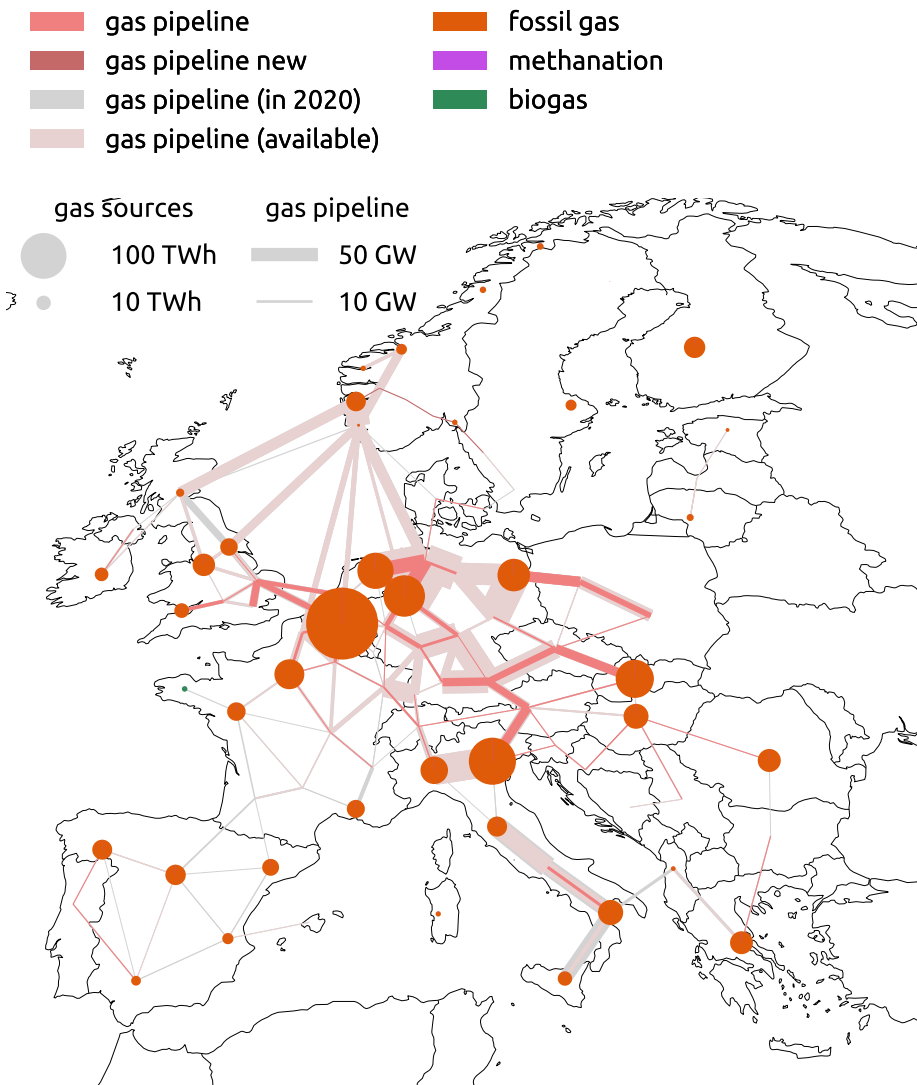 gas pipeline
gas pipeline new
gas pipeline (in 2020)
gas pipeline (available)
fossil gas
methanation
biogas
gas sources
100 TWh
10 TWh
gas pipeline
50 GW
10 GW